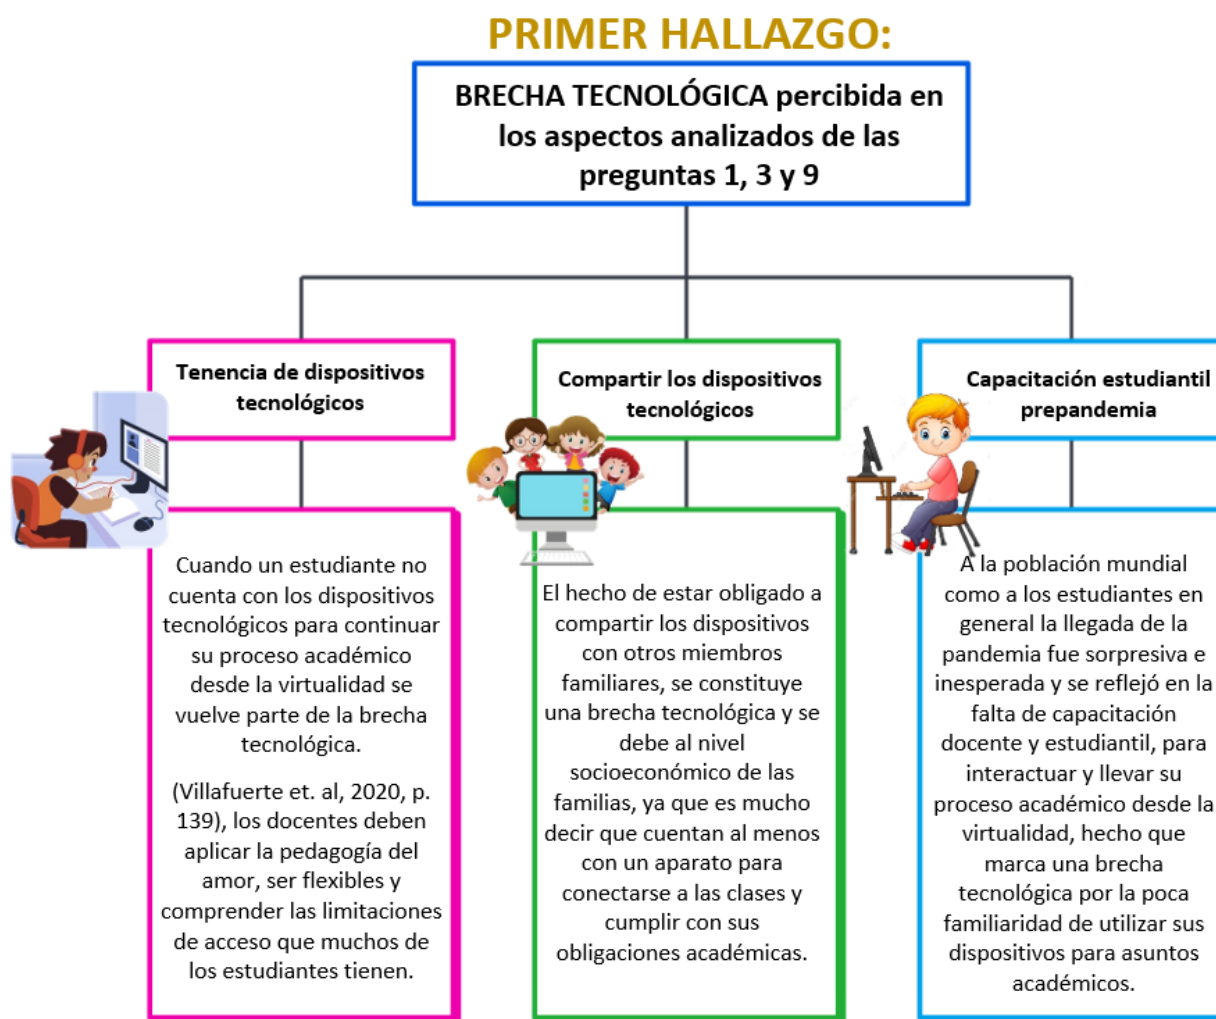 PRIMER HALLAZGO:
BRECHA TECNOLÓGICA percibida en
los aspectos analizados de las
preguntas 1, 3 y 9
Tenencia de dispositivos
tecnológicos
Cuando un estudiante no
cuenta con los dispositivos
tecnológicos para continuar
su proceso académico
desde la virtualidad se
vuelve parte de la brecha
tecnológica.
(Villafuerte et. al, 2020, p.
139), los docentes deben
aplicar la pedagogía del
amor, ser flexibles y
comprender las limitaciones
de acceso que muchos de
los estudiantes tienen.
Compartir los dispositivos
tecnológicos
El hecho de estar obligado a
compartir los dispositivos
con otros miembros
familiares, se constituye
una brecha tecnológica y se
debe al nivel
socioeconómico de las
familias, ya que es mucho
decir que cuentan al menos
con un aparato para
conectarse a las clases y
cumplir con sus
obligaciones académicas.
Capacitación estudiantil
prepandemia
A la población mundial
como a los estudiantes en
general la llegada de la
pandemia fue sorpresiva e
inesperada y se reflejó en la
falta de capacitación
docente y estudiantil, para
interactuar y llevar su
proceso académico desde la
virtualidad, hecho que
marca una brecha
tecnológica por la poca
familiaridad de utilizar sus
dispositivos para asuntos
académicos.